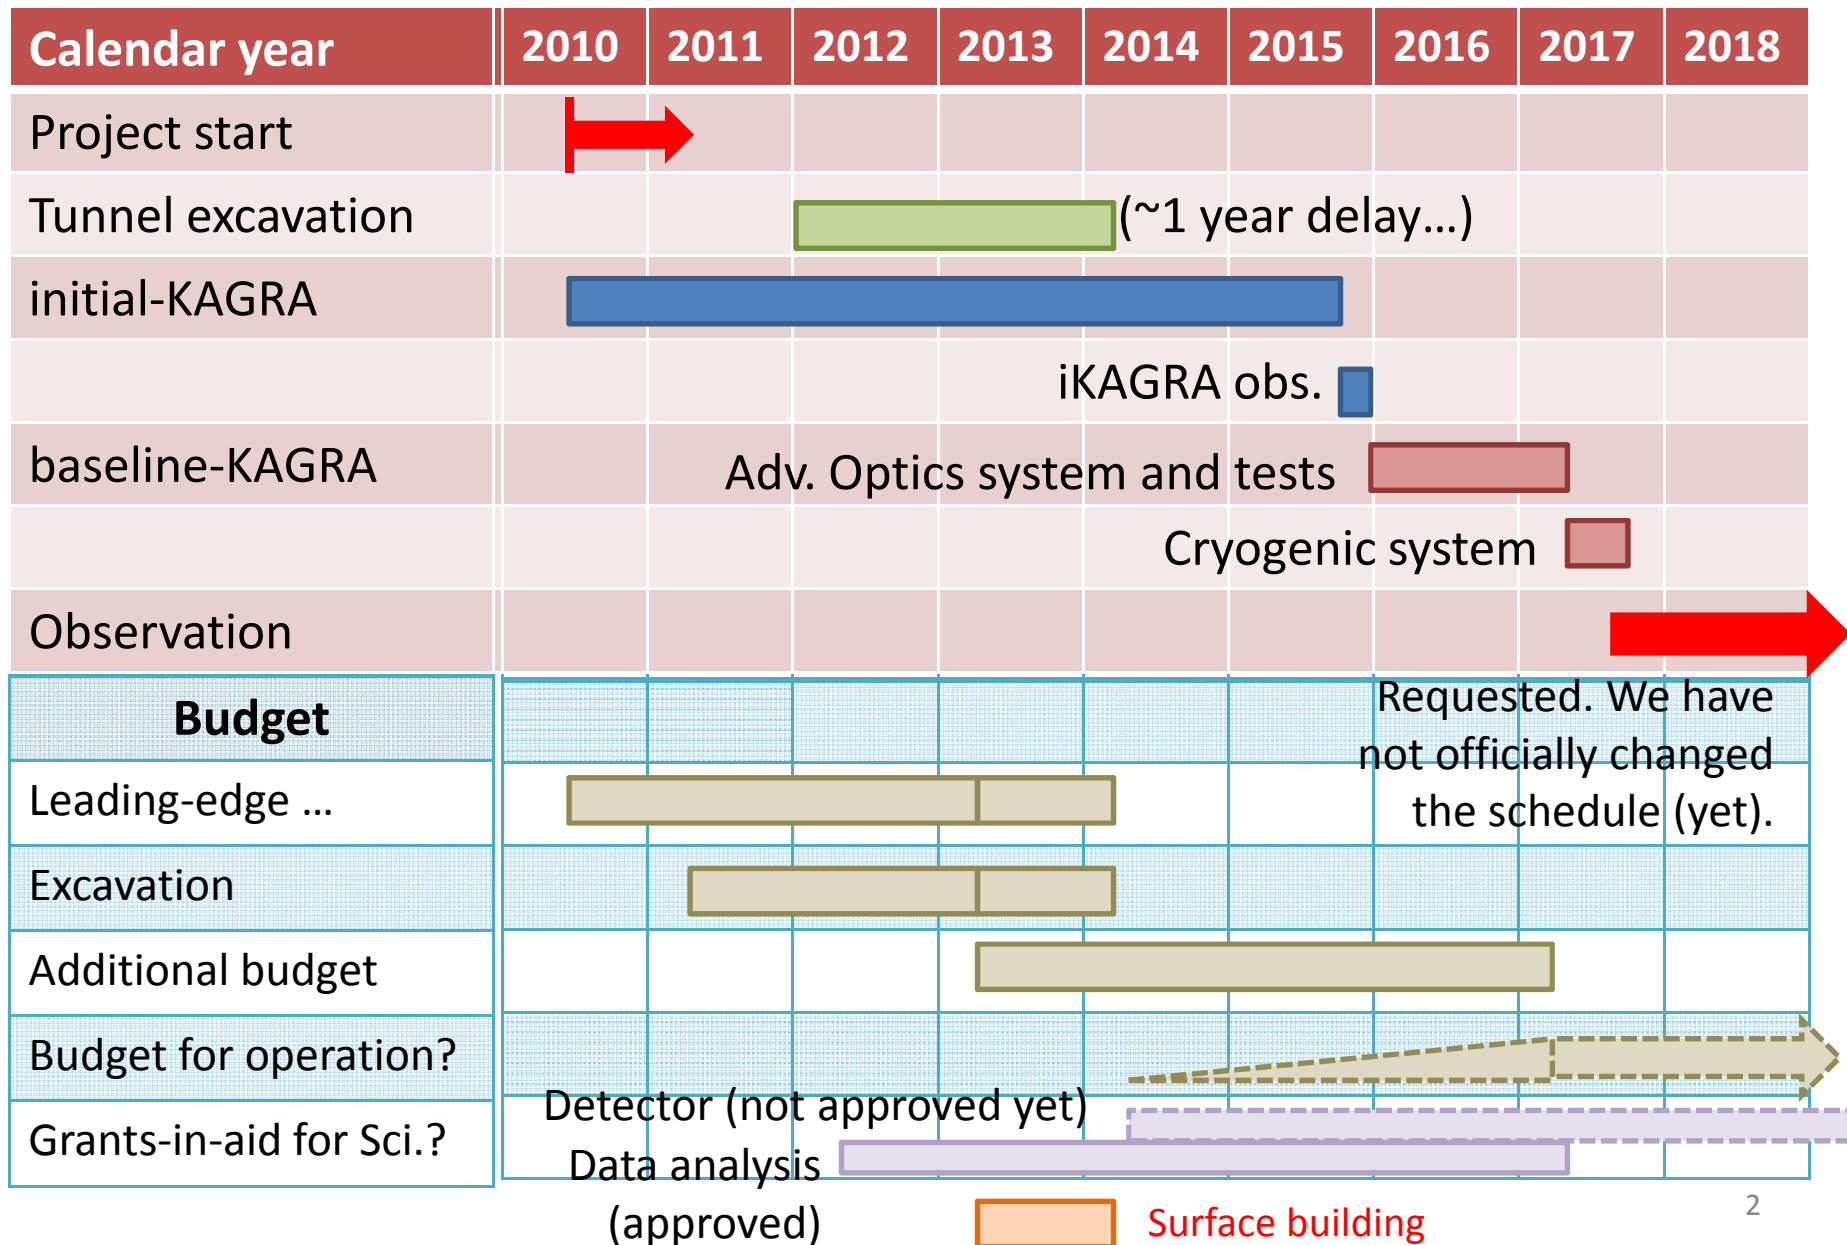 Calendar year 2010 2011 2012 2013 2014 2015 2016 2017 2018
Project start
Tunnel excavation (~1 year delay…)
initial-KAGRA
iKAGRA obs.
baseline-KAGRA Adv. Optics system and tests
Cryogenic system
Observation
Budget
Requested. We have
not officially changed
the schedule (yet).
Leading-edge …
Excavation
Additional budget
Budget for operation?
Grants-in-aid for Sci.?
Detector (not approved yet)
Data analysis
(approved)
Surface building
2